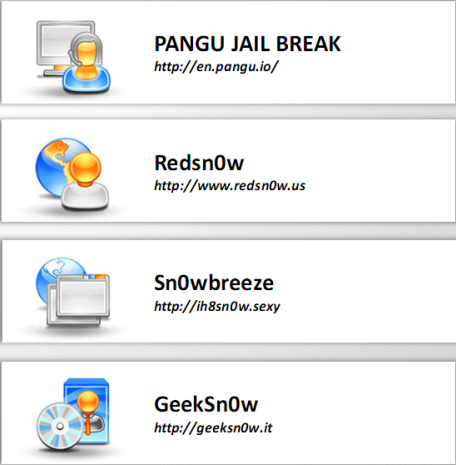 PANGU JAIL BREAK
http://en.pangu.io/
Redsn0w
http://www.redsn0w.us
Sn0wbreeze
http://ih8sn0w.sexy
GeekSn0w
http://geeksn0w.it